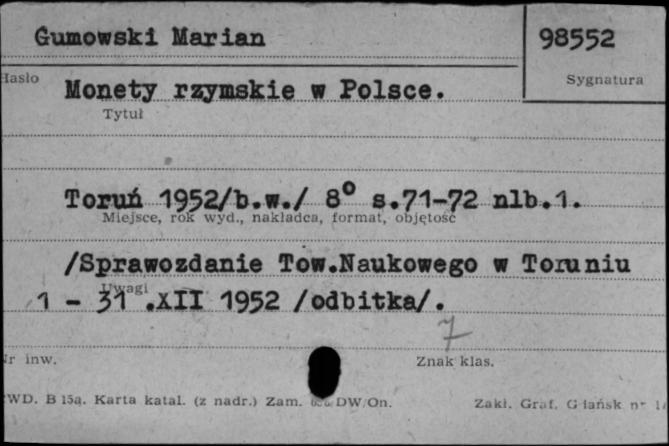 Gumowski Marian
98552
Hasło
Sygnatura
Monety rzymskie w Polsce.
Tytuł
Toruń 1952/b.w./ 8° s.71-72 nlb.1.
Miejsce, rok wyd., nakładca, format, objętość
/Sprawozdanie Tow.Naukowego w Toruniu
Uwagi
1 - 31 .XII 1952 /odbitka/.
7
Nr inw.
Znak klas.
WD. B 15a. Karta katal. (z nadr.) Zam. DW/On.
Zakł. Graf. Gdańsk nr